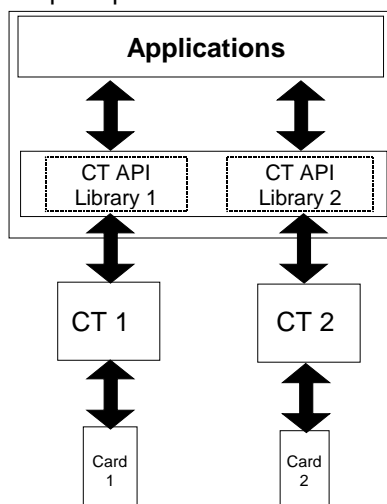 Applications
CT API
Library 1
CT API
Library 2
CT 1
CT 2
Card
1
Card
2